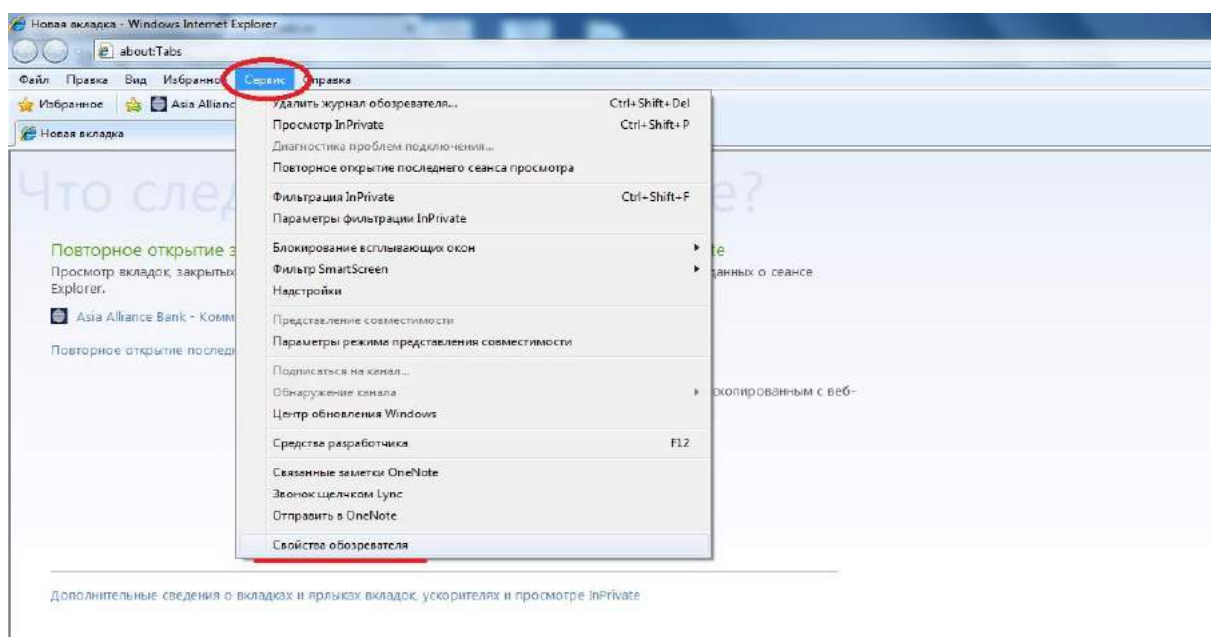 Новая вкладка - Windows Internet Explorer
about:Tabs
Файл Правка Вид Избранно Сервис Справка
Избранное Asia Allianc
Новая вкладка
Удалить журнал обозревателя... Ctrl+Shift+Del
Просмотр InPrivate Ctrl+Shift+P
Диагностика проблем подключения...
Повторное открытие последнего сеанса просмотра
Фильтрация InPrivate Ctrl+Shift+F
Параметры фильтрации InPrivate
Блокирование всплывающих окон
Фильтр SmartScreen
Надстройки
Представление совместимости
Параметры режима представления совместимости
Подписаться на канал...
Обнаружение канала
Центр обновления Windows
Средства разработчика F12
Связанные заметки OneNote
Звонок щелчком Lync
Отправить в OneNote
Свойства обозревателя
Что след е?
Повторное открытие з te
Просмотр вкладок, закрытых данных о сеансе
Explorer.
Asia Alliance Bank - Комм
Повторное открытие последн
скопированным с веб-
Дополнительные сведения о вкладках и ярлыках вкладок, ускорителях и просмотре InPrivate